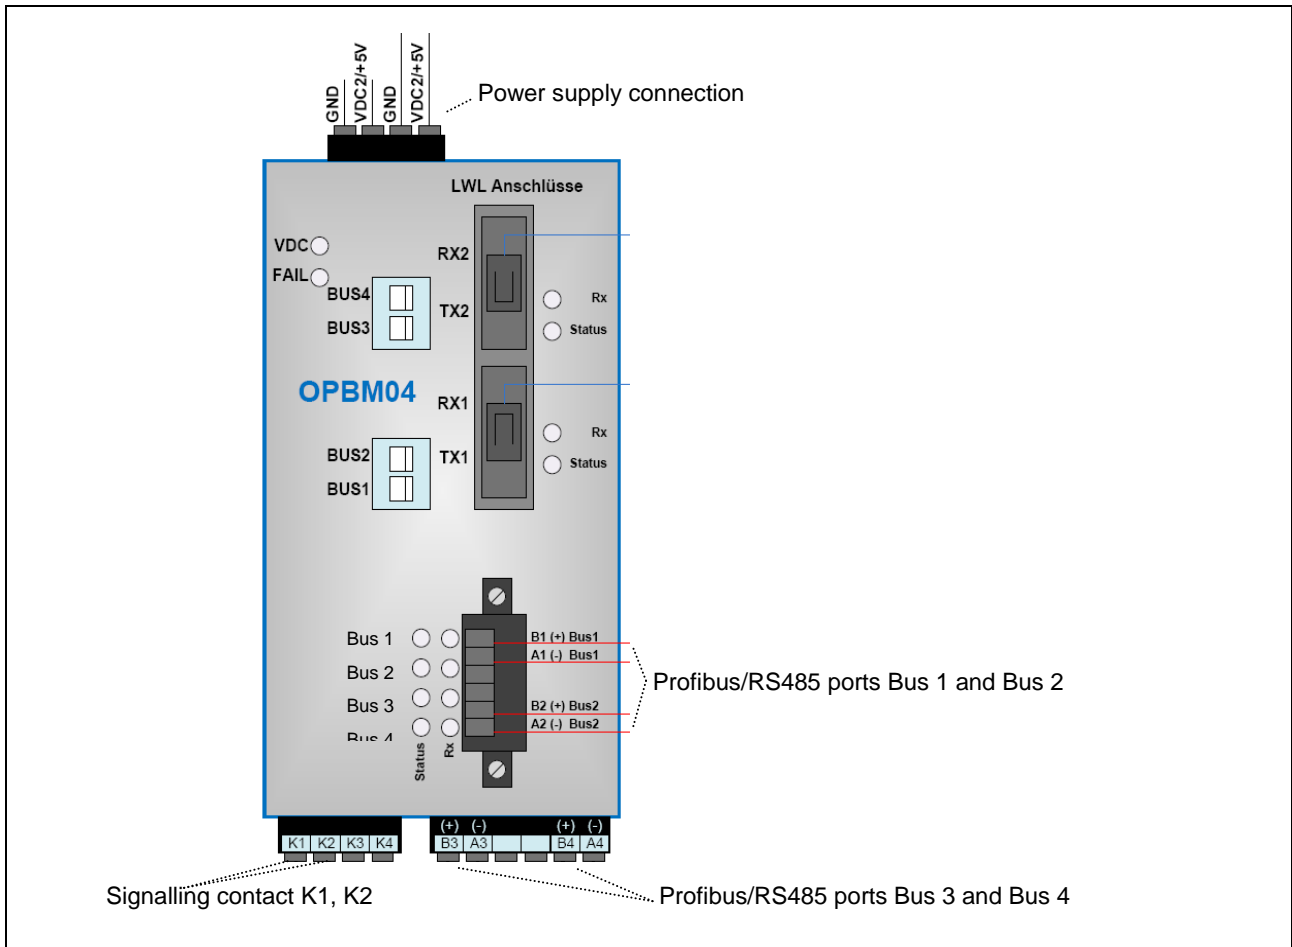 GND
VDC2/+5V
GND
VDC2/+5V
Power supply connection
LWL Anschlüsse
VDC
FAIL
RX2
BUS4
TX2
Rx
BUS3
Status
OPBM04
RX1
BUS2
TX1
Rx
BUS1
Status
Bus 1
B1 (+) Bus1
A1 (-) Bus1
Bus 2
Profibus/RS485 ports Bus 1 and Bus 2
Bus 3
B2 (+) Bus2
A2 (-) Bus2
Bus 4
Status
Rx
(+) (-) (+) (-)
K1 K2 K3 K4 B3 A3 B4 A4
Signalling contact K1, K2
Profibus/RS485 ports Bus 3 and Bus 4